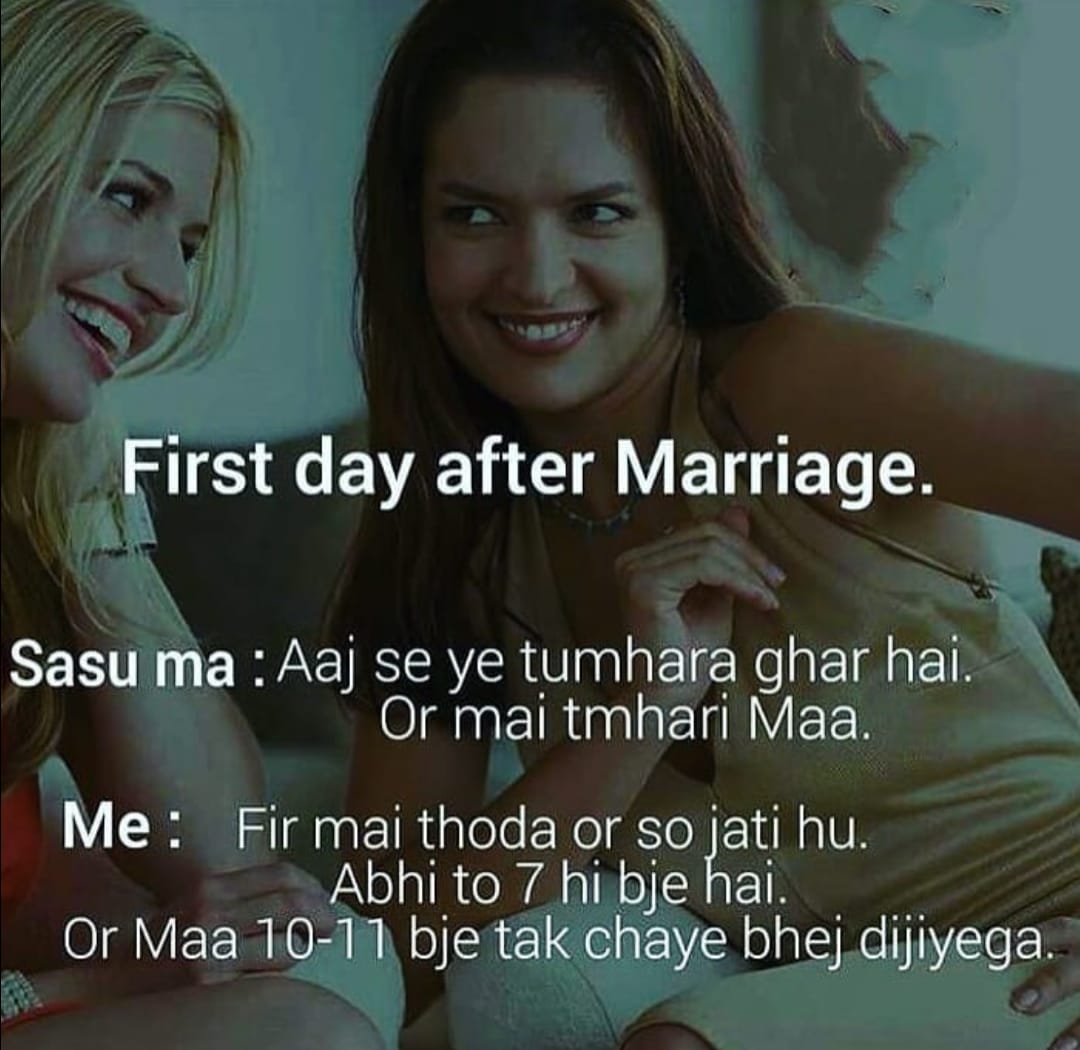 First day after Marriage.
Sasu ma : Aaj se ye tumhara ghar hai.
Or mai tmhari Maa.
Me : Fir mai thoda or so jati hu.
Abhi to 7 hi bje hai.
Or Maa 10-11 bje tak chaye bhej dijiyega.